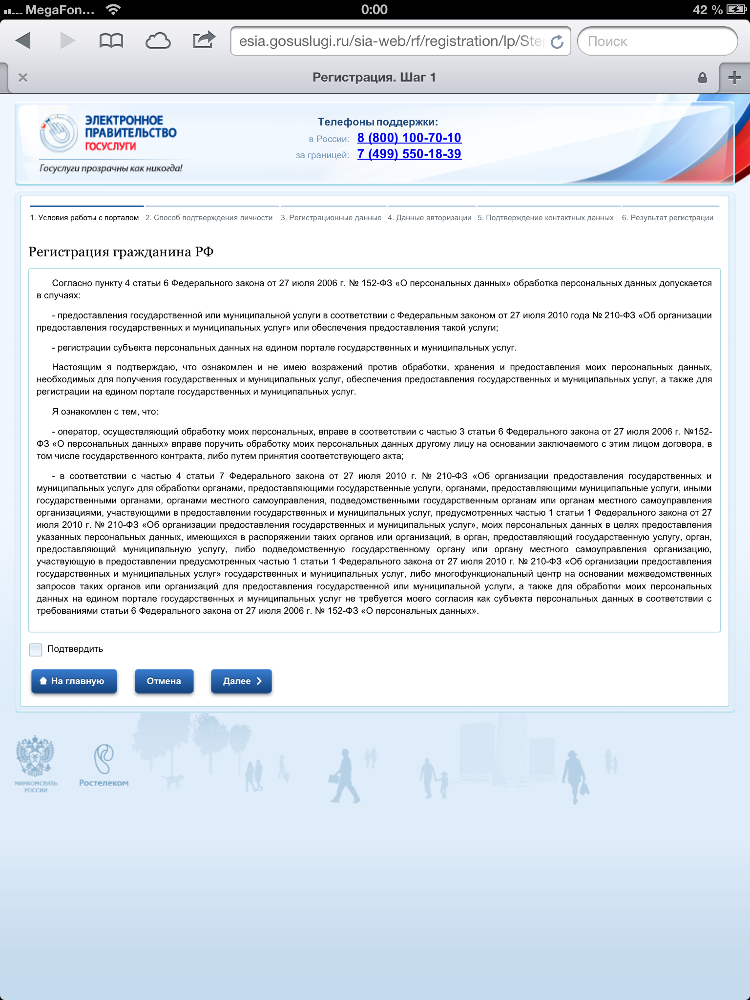 MegaFon...
0:00
42 %
esia.gosuslugi.ru/sia-web/rf/registration/lp/Step
Поиск
Регистрация. Шаг 1
ЭЛЕКТРОННОЕ
ПРАВИТЕЛЬСТВО
ГОСУСЛУГИ
Госуслуги прозрачны как никогда!
Телефоны поддержки:
в России: 8 (800) 100-70-10
за границей: 7 (499) 550-18-39
1. Условия работы с порталом 2. Способ подтверждения личности 3. Регистрационные данные 4. Данные авторизации 5. Подтверждение контактных данных 6. Результат регистрации
Регистрация гражданина РФ
Согласно пункту 4 статьи 6 Федерального закона от 27 июля 2006 г. № 152-ФЗ «О персональных данных» обработка персональных данных допускается
в случаях:
- предоставления государственной или муниципальной услуги в соответствии с Федеральным законом от 27 июля 2010 года № 210-ФЗ «Об организации
предоставления государственных и муниципальных услуг» или обеспечения предоставления такой услуги;
- регистрации субъекта персональных данных на едином портале государственных и муниципальных услуг.
Настоящим я подтверждаю, что ознакомлен и не имею возражений против обработки, хранения и предоставления моих персональных данных,
необходимых для получения государственных и муниципальных услуг, обеспечения предоставления государственных и муниципальных услуг, а также для
регистрации на едином портале государственных и муниципальных услуг.
Я ознакомлен с тем, что:
- оператор, осуществляющий обработку моих персональных, вправе в соответствии с частью 3 статьи 6 Федерального закона от 27 июля 2006 г. №152-
ФЗ «О персональных данных» вправе поручить обработку моих персональных данных другому лицу на основании заключаемого с этим лицом договора, в
том числе государственного контракта, либо путем принятия соответствующего акта;
- в соответствии с частью 4 статьи 7 Федерального закона от 27 июля 2010 г. № 210-ФЗ «Об организации предоставления государственных и
муниципальных услуг» для обработки органами, предоставляющими государственные услуги, органами, предоставляющими муниципальные услуги, иными
государственными органами, органами местного самоуправления, подведомственными государственным органам или органам местного самоуправления
организациями, участвующими в предоставлении государственных и муниципальных услуг, предусмотренных частью 1 статьи 1 Федерального закона от 27
июля 2010 г. № 210-ФЗ «Об организации предоставления государственных и муниципальных услуг», моих персональных данных в целях предоставления
указанных персональных данных, имеющихся в распоряжении таких органов или организаций, в орган, предоставляющий государственную услугу, орган,
предоставляющий муниципальную услугу, либо подведомственную государственному органу или органу местного самоуправления организацию,
участвующую в предоставлении предусмотренных частью 1 статьи 1 Федерального закона от 27 июля 2010 г. № 210-ФЗ «Об организации предоставления
государственных и муниципальных услуг» государственных и муниципальных услуг, либо многофункциональный центр на основании межведомственных
запросов таких органов или организаций для предоставления государственной или муниципальной услуги, а также для обработки моих персональных
данных на едином портале государственных и муниципальных услуг не требуется моего согласия как субъекта персональных данных в соответствии с
требованиями статьи 6 Федерального закона от 27 июля 2006 г. № 152-ФЗ «О персональных данных».
Подтвердить
На главную
Отмена
Далее
МИНКОМСВЯЗЬ
РОССИИ
Ростелеком